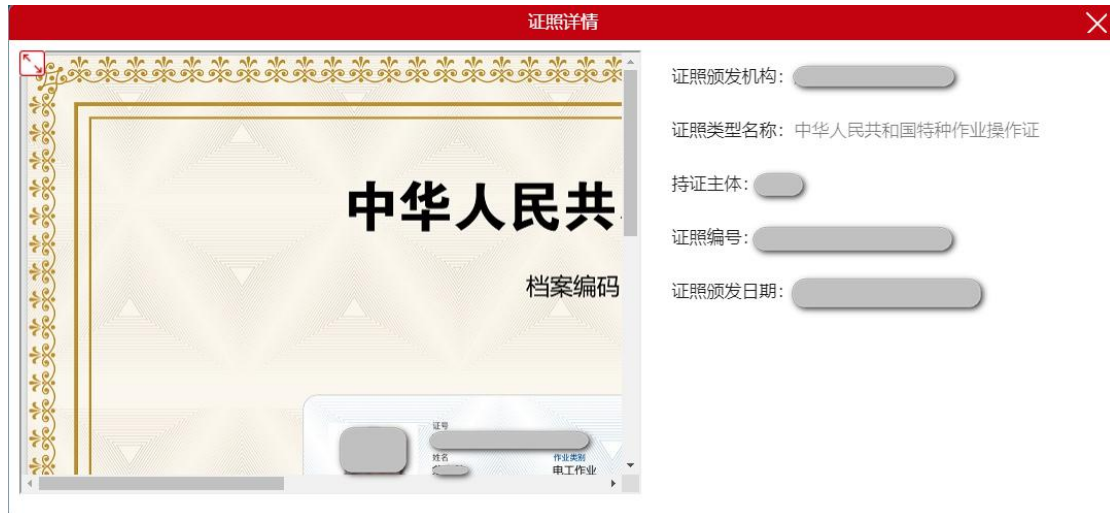 证照详情
中华人民共
档案编码
证号
姓名
作业类别
电工作业
证照颁发机构:
证照类型名称: 中华人民共和国特种作业操作证
持证主体:
证照编号:
证照颁发日期: